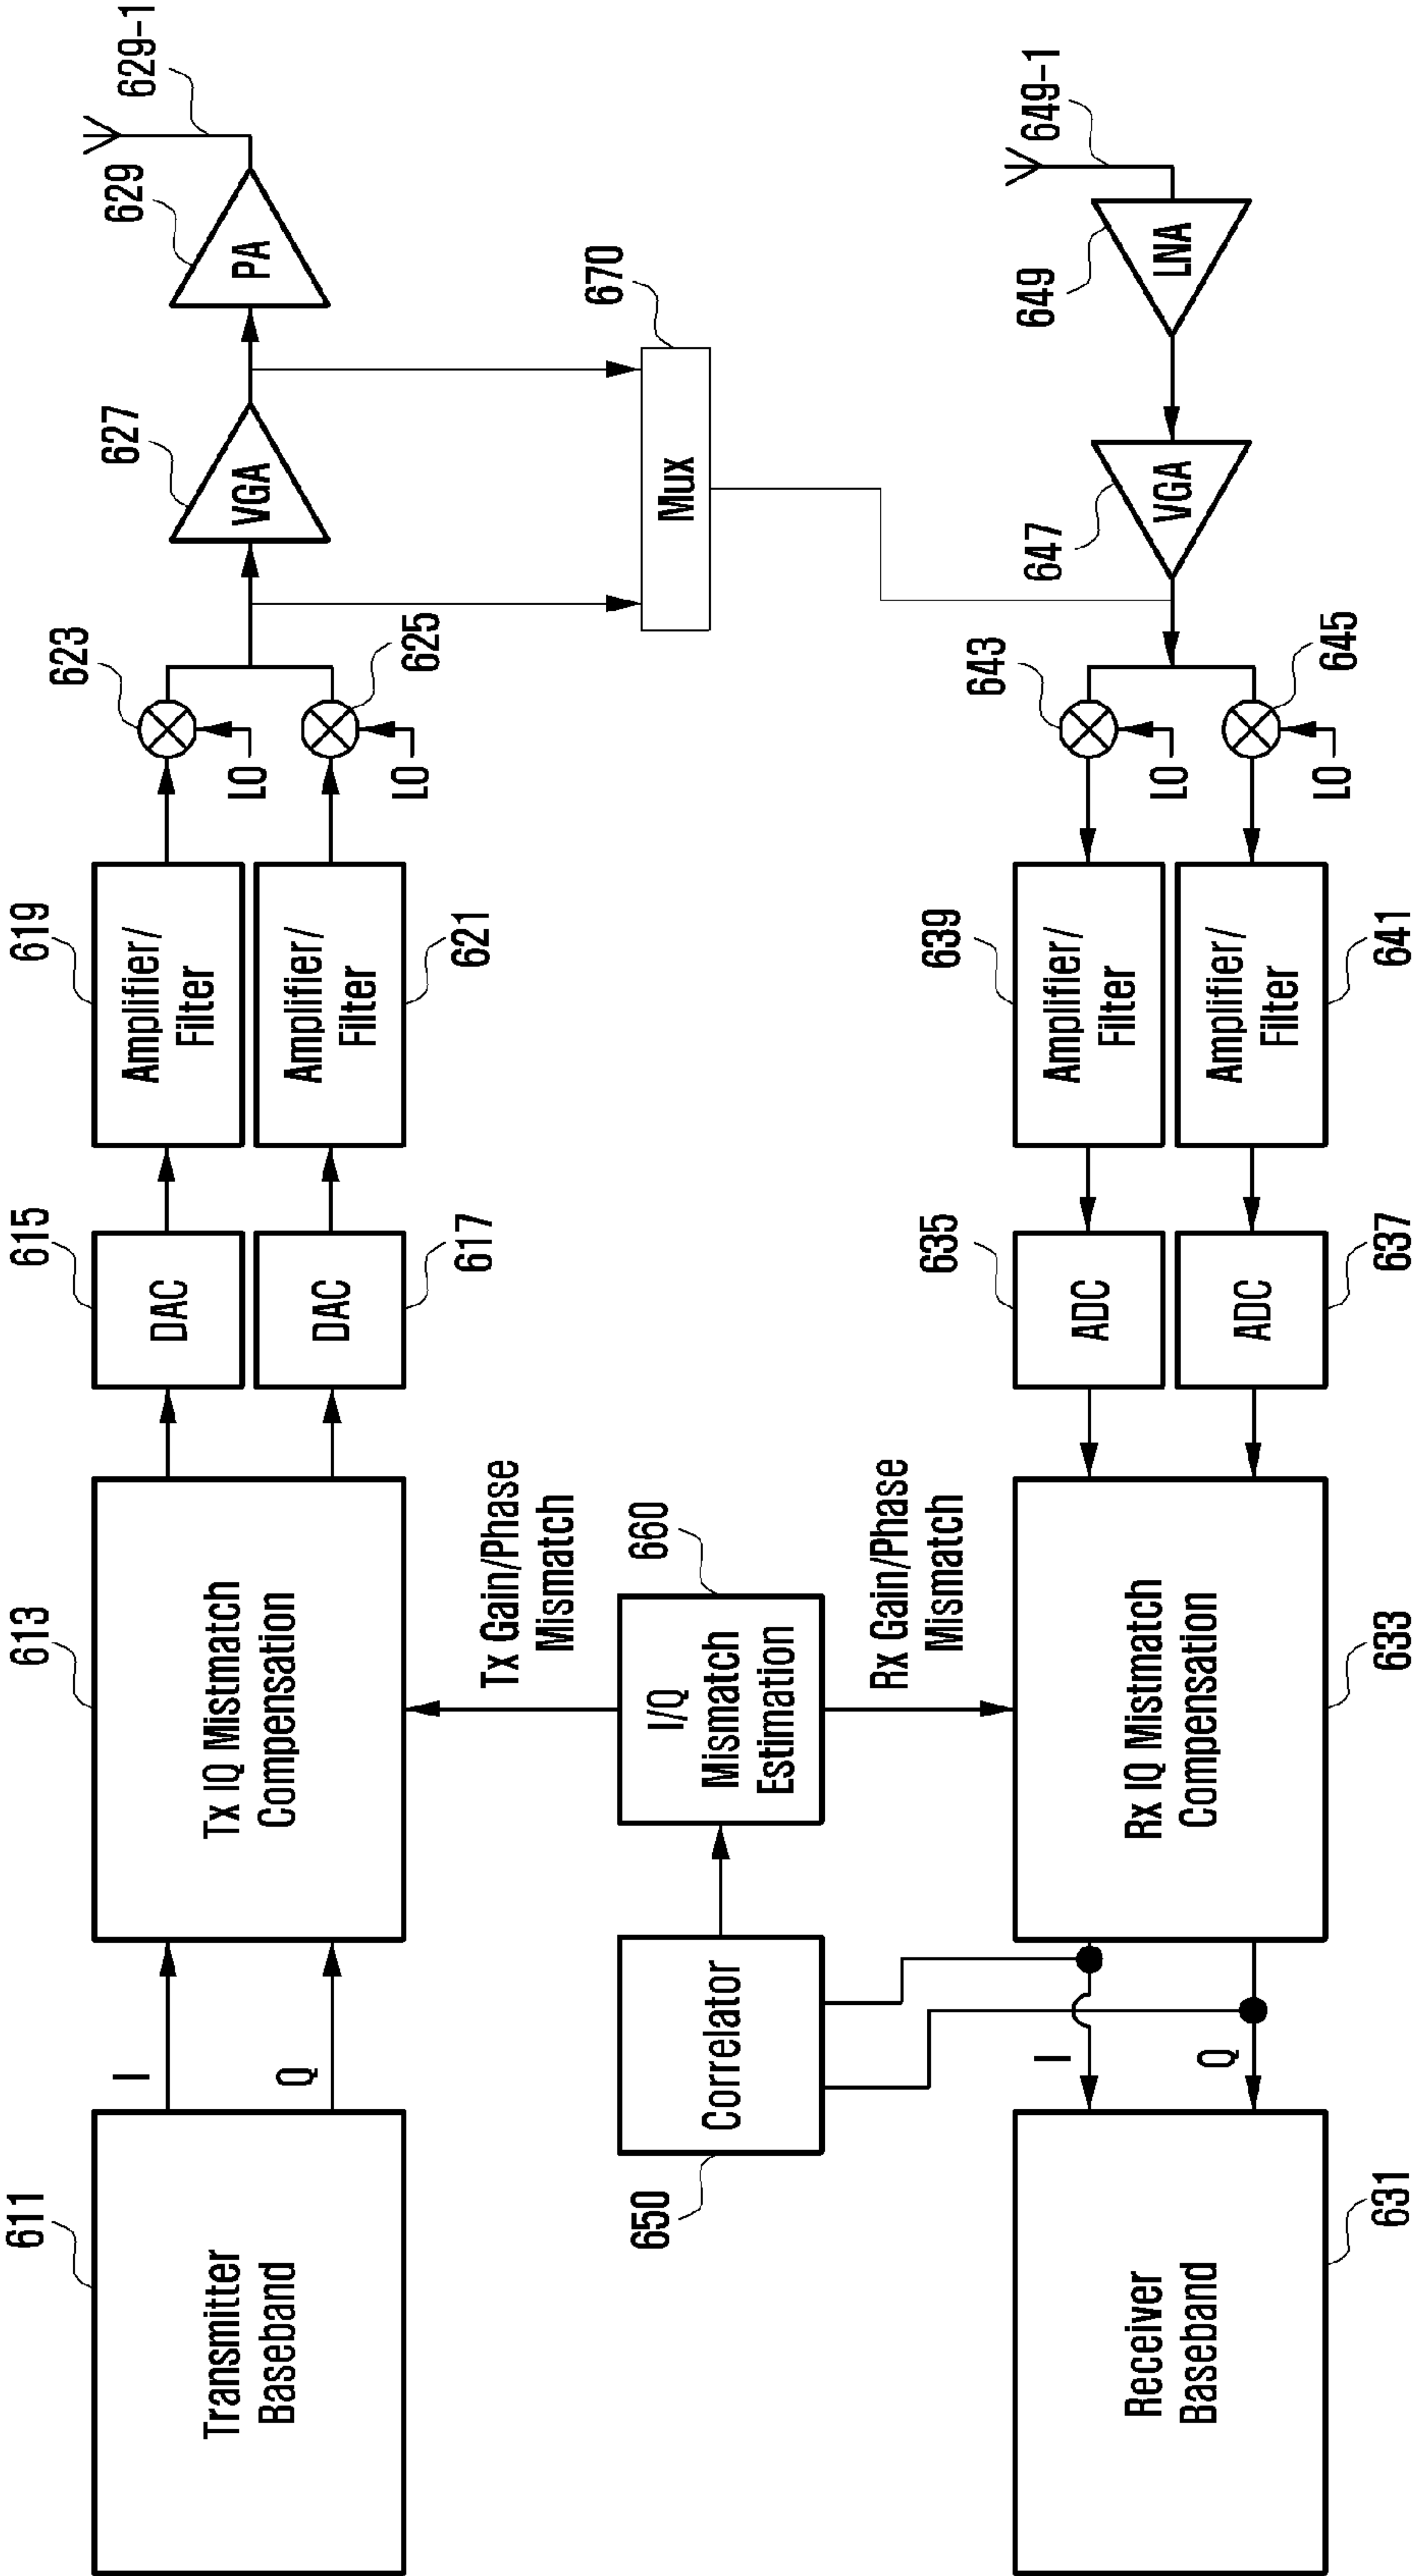 611
Transmitter
Baseband
I
Q
613
Tx IQ Mistmatch
Compensation
615
DAC
617
DAC
619
Amplifier/
Filter
621
Amplifier/
Filter
623
LO
625
LO
627
VGA
629
PA
629-1
670
Mux
650
Correlator
660
I/Q
Mismatch
Estimation
Tx Gain/Phase
Mismatch
Rx Gain/Phase
Mismatch
631
Receiver
Baseband
I
Q
633
Rx IQ Mistmatch
Compensation
635
ADC
637
ADC
639
Amplifier/
Filter
641
Amplifier/
Filter
643
LO
645
LO
647
VGA
649
LNA
649-1